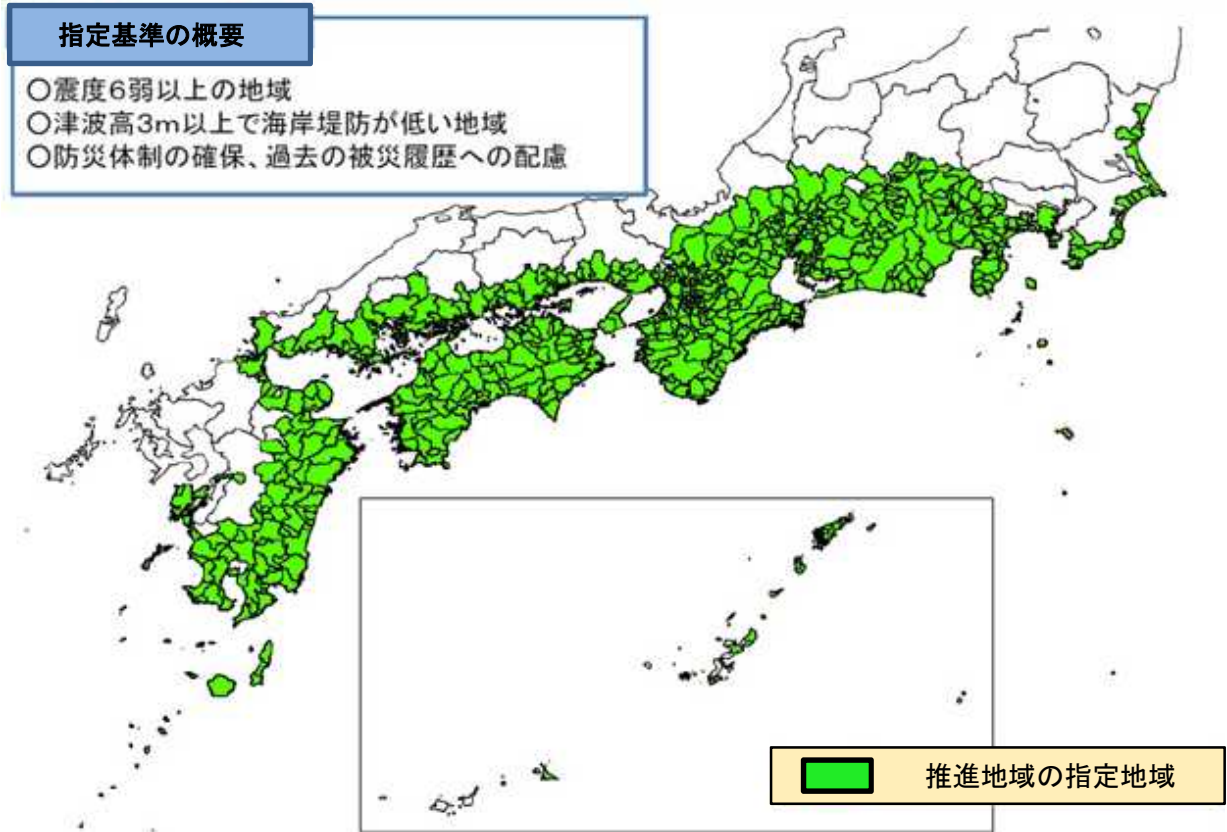 指定基準の概要
○震度6弱以上の地域
○津波高3m以上で海岸堤防が低い地域
○防災体制の確保、過去の被災履歴への配慮
推進地域の指定地域